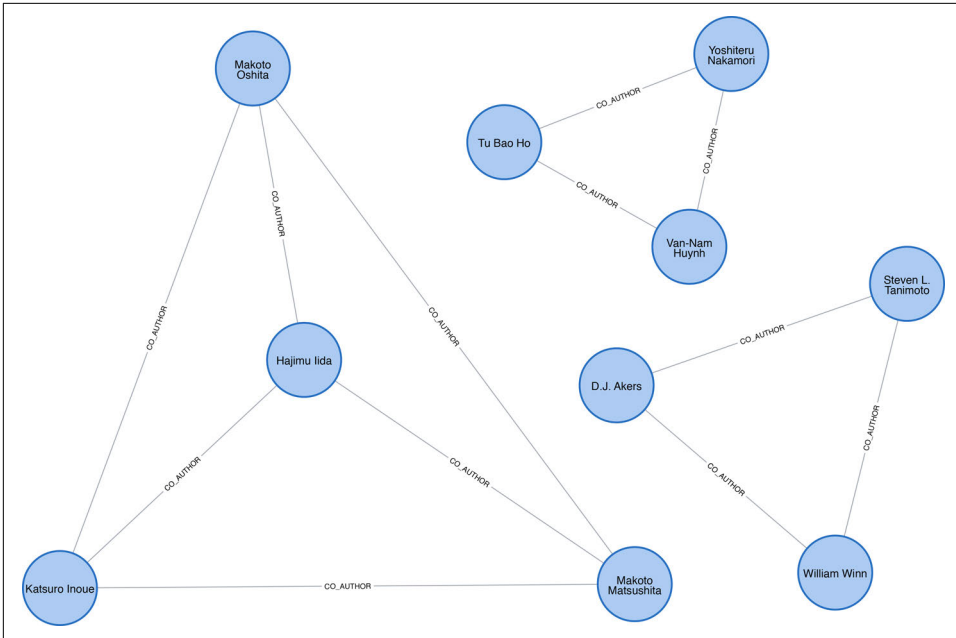 Makoto
Oshita
Yoshiteru
Nakamori
CO_AUTHOR
Tu Bao Ho
CO_AUTHOR
CO_AUTHOR
CO_AUTHOR
Van-Nam
Huynh
Steven L.
Tanimoto
CO_AUTHOR
CO_AUTHOR
CO_AUTHOR
Hajimu Iida
CO_AUTHOR
D.J. Akers
CO_AUTHOR
CO_AUTHOR
CO_AUTHOR
CO_AUTHOR
Katsuro Inoue
CO_AUTHOR
Makoto
Matsushita
William Winn